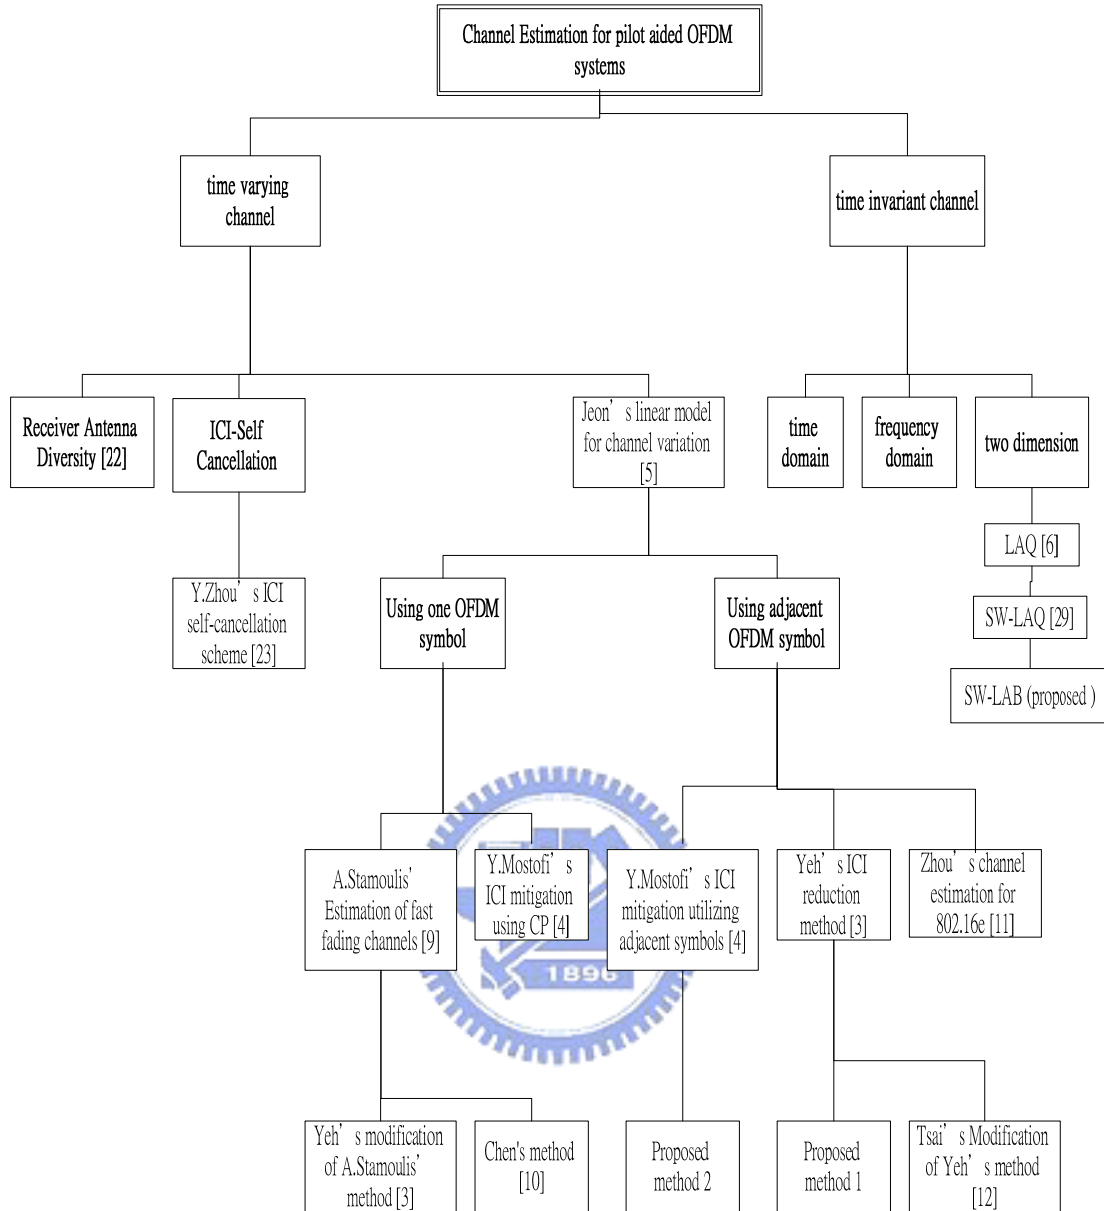 Channel Estimation for pilot aided OFDM
systems
time varying
channel
time invariant channel
Receiver Antenna
Diversity [22]
ICI-Self
Cancellation
Jeon’s linear model
for channel variation
[5]
time
domain
frequency
domain
two dimension
LAQ [6]
SW-LAQ [29]
SW-LAB (proposed )
Y.Zhou’s ICI
self-cancellation
scheme [23]
Using one OFDM
symbol
Using adjacent
OFDM symbol
A.Stamoulis’
Estimation of fast
fading channels [9]
Y.Mostofi’s
ICI mitigation
using CP [4]
Y.Mostofi’s ICI
mitigation utilizing
adjacent symbols [4]
Yeh’s ICI
reduction
method [3]
Zhou’s channel
estimation for
802.16e [11]
1896
Yeh’s modification
of A.Stamoulis’
method [3]
Chen's method
[10]
Proposed
method 2
Proposed
method 1
Tsai’s Modification
of Yeh’s method
[12]